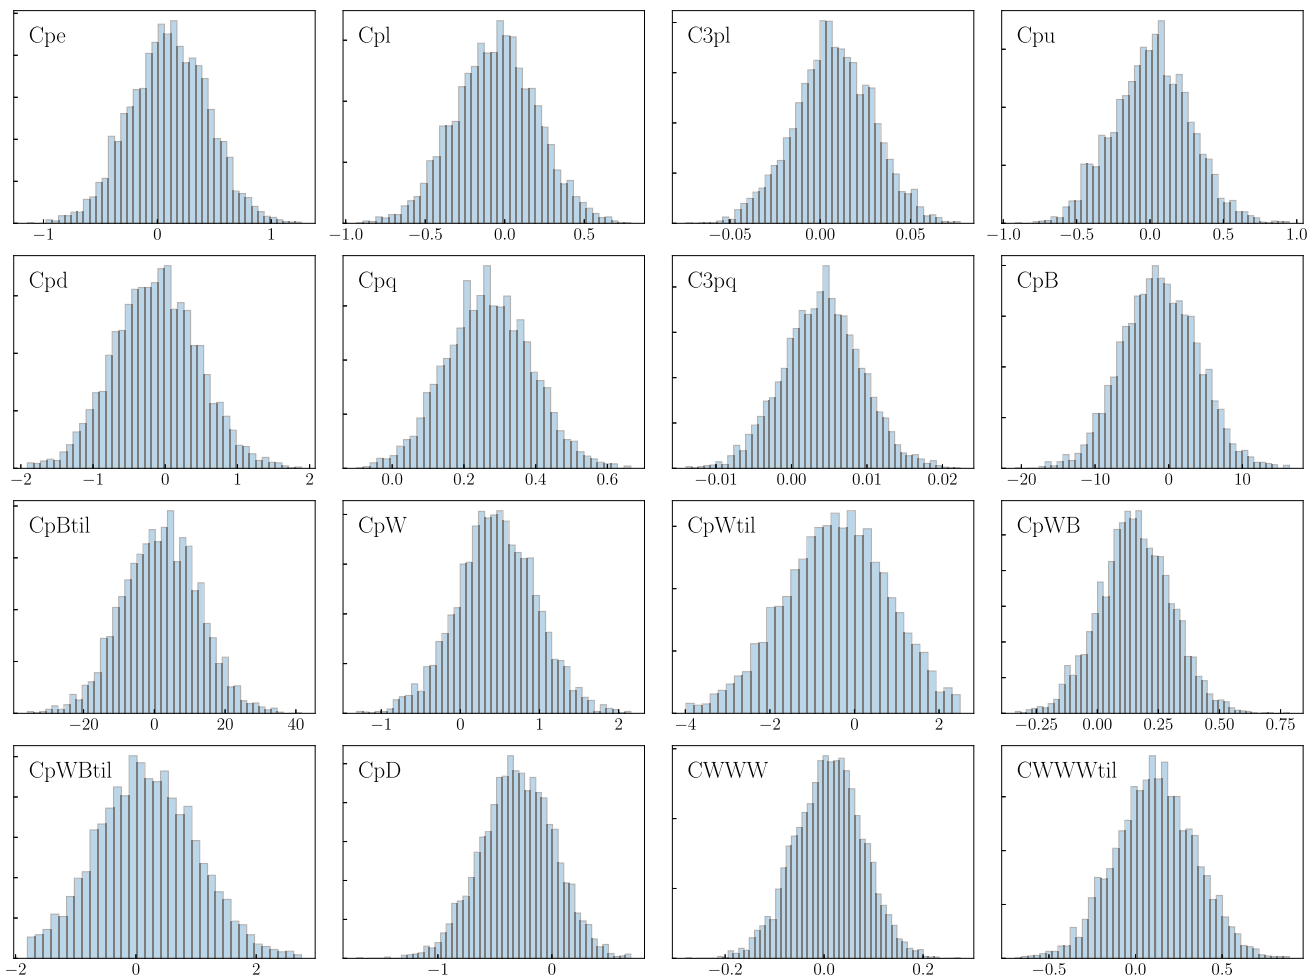 Cpe
Cpl
C3pl
Cpu
−1 0 1
−1.0 −0.5 0.0 0.5
−0.05 0.00 0.05
−1.0 −0.5 0.0 0.5 1.0
Cpd
Cpq
C3pq
CpB
−2 −1 0 1 2
0.0 0.2 0.4 0.6
−0.01 0.00 0.01 0.02
−20 −10 0 10
CpBtil
CpW
CpWtil
CpWB
−20 0 20 40
−1 0 1 2
−4 −2 0 2
−0.25 0.00 0.25 0.50 0.75
CpWBtil
CpD
CWWW
CWWWtil
−2 0 2
−1 0
−0.2 0.0 0.2
−0.5 0.0 0.5